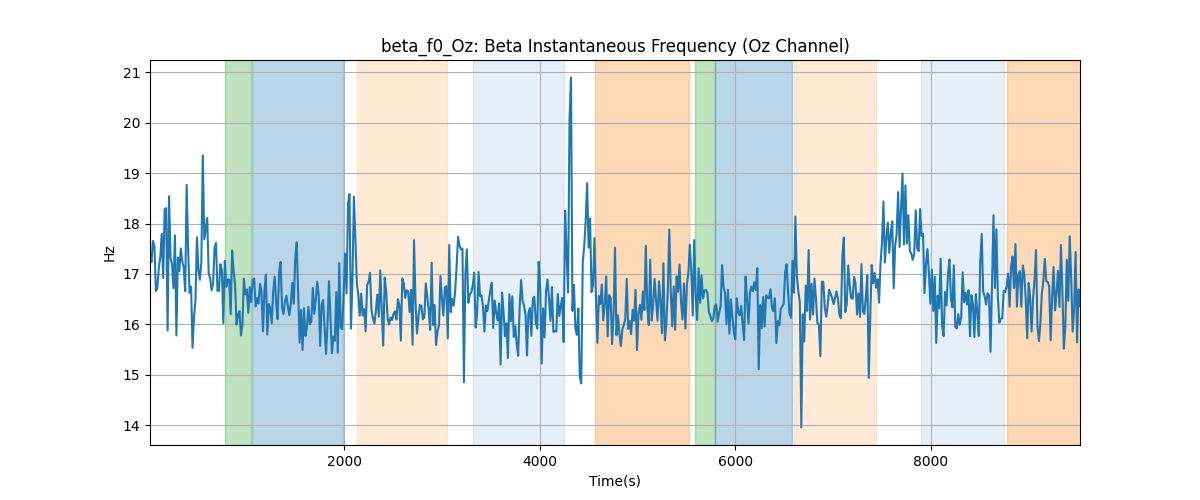 beta_f0_Oz: Beta Instantaneous Frequency (Oz Channel)
21
20
19
18
17
16
15
14
Hz
2000 4000 6000 8000
Time(s)